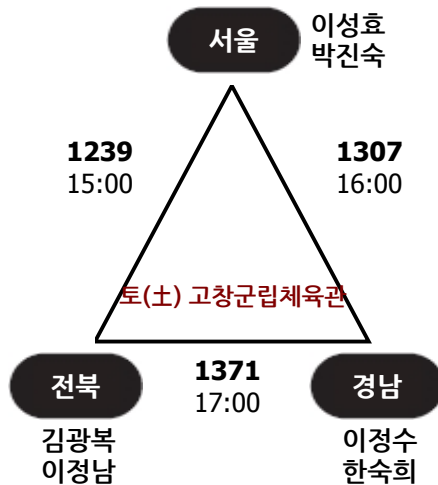 서울
이성효
박진숙
1239
15:00
1307
16:00
토(土) 고창군립체육관
전북
1371
17:00
경남
김광복
이정남
이정수
한숙희